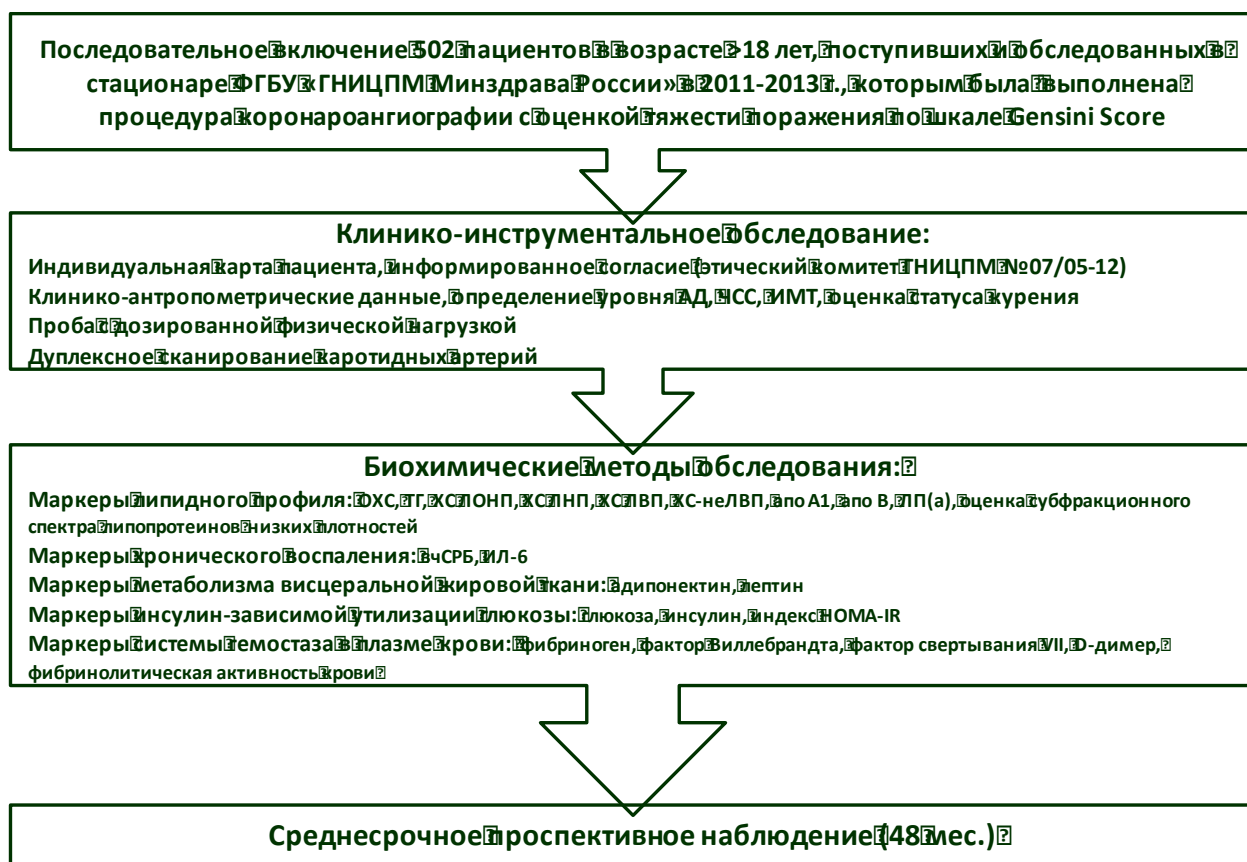 Последовательное включение 502 пациентов в возрасте >18 лет, поступивших и обследованных в
стационаре ФГБУ «ГНИЦПМ Минздрава России» в 2011-2013 г., которым была выполнена
процедура коронароангиографии с оценкой тяжести поражения по шкале Gensini Score
Клинико-инструментальное обследование:
Индивидуальная карта пациента, информированное согласие (этический комитет ГНИЦПМ №07/05-12)
Клинико-антропометрические данные, определение уровня АД, ЧСС, ИМТ, оценка статуса курения
Проба с дозированной физической нагрузкой
Дуплексное сканирование каротидных артерий
Биохимические методы обследования:
Маркеры липидного профиля: ОХС, ТГ, ХС ЛОНП, ХС ЛНП, ХС ЛВП, ХС-неЛВП, апо А1, апо В, ЛП(а), оценка субфракционного
спектра липопротеинов низких плотностей
Маркеры хронического воспаления: вчСРБ, ИЛ-6
Маркеры метаболизма висцеральной жировой ткани: адипонектин, лептин
Маркеры инсулин-зависимой утилизации глюкозы: глюкоза, инсулин, индекс HOMA-IR
Маркеры системы гемостаза в плазме крови: фибриноген, фактор Виллебрандта, фактор свертывания VII, D-димер,
фибринолитическая активность крови
Среднесрочное проспективное наблюдение (48 мес.)